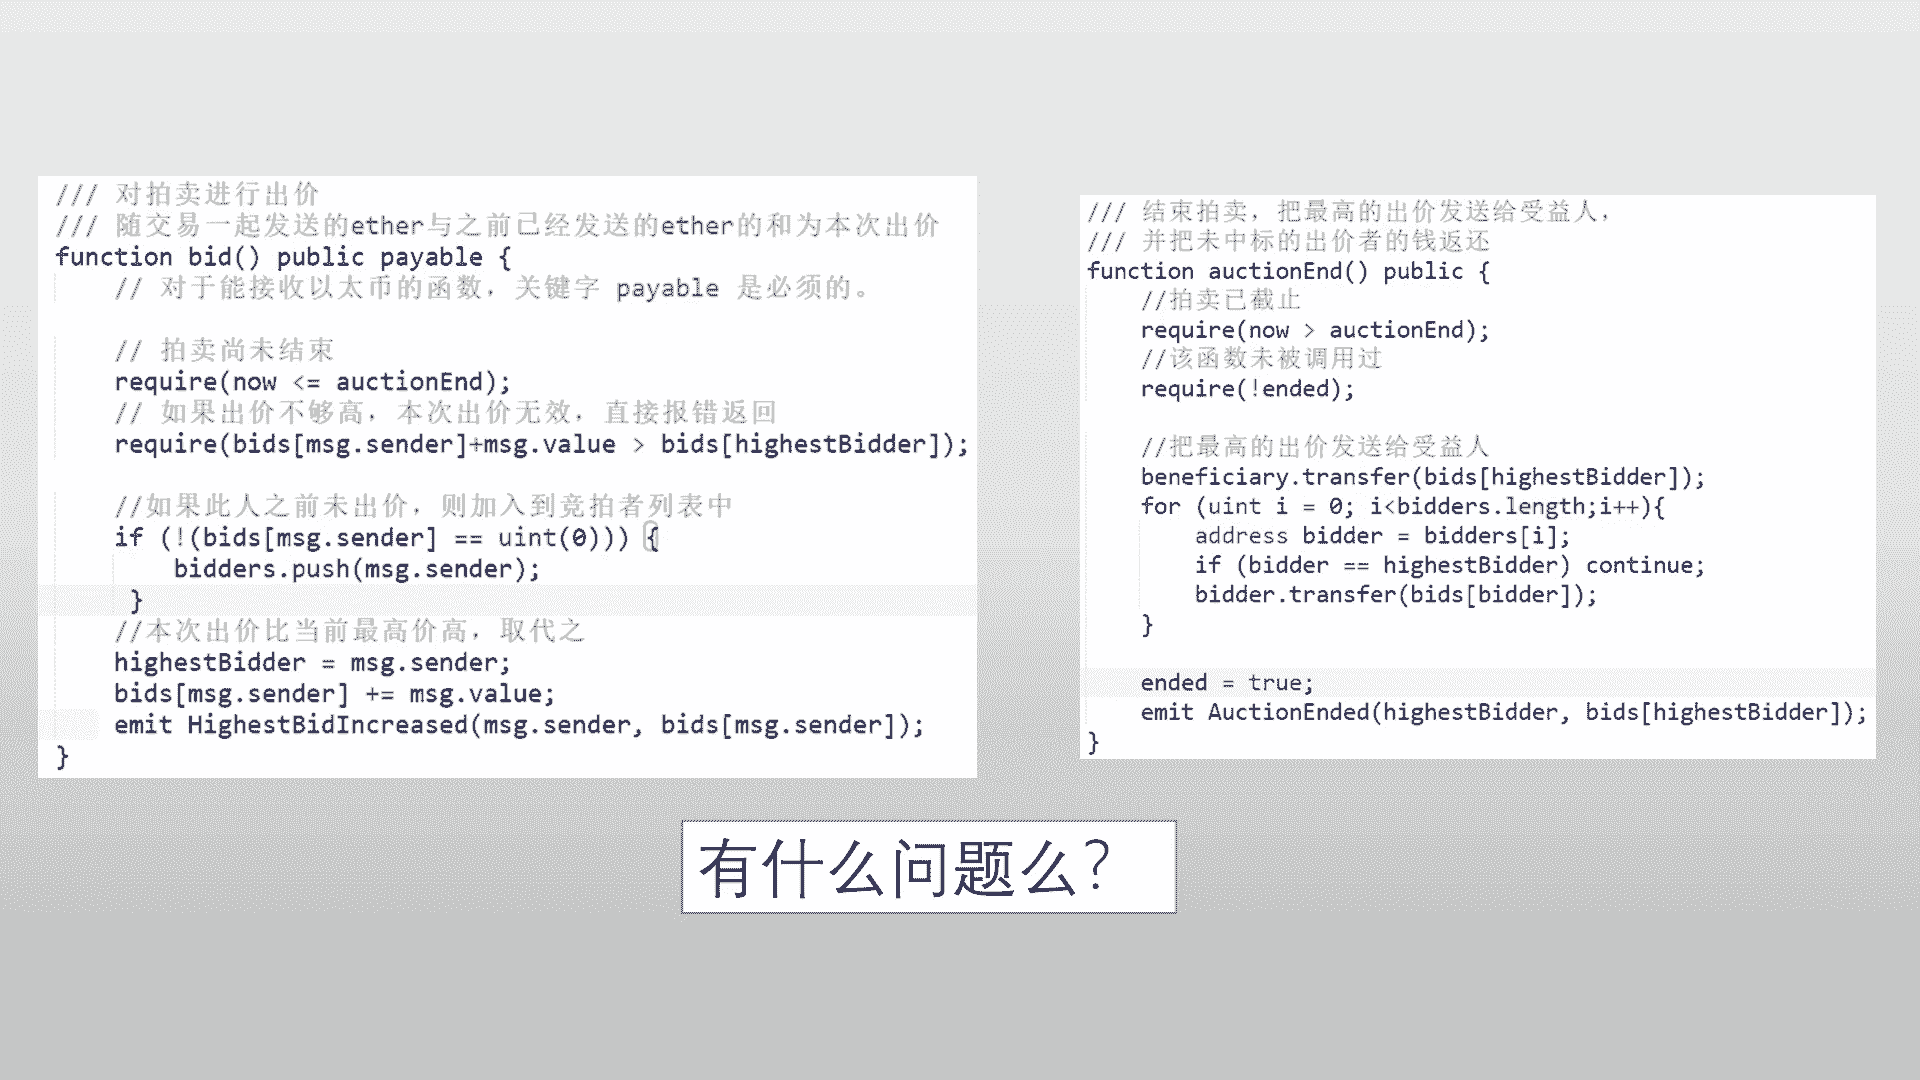 /// 对拍卖进行出价
/// 随交易一起发送的ether与之前已经发送的ether的和为本次出价
function bid() public payable {
// 对于能接收以太币的函数，关键字 payable 是必须的。
// 拍卖尚未结束
require(now <= auctionEnd);
// 如果出价不够高，本次出价无效，直接报错返回
require(bids[msg.sender]+msg.value > bids[highestBidder]);
//如果此人之前未出价，则加入到竞拍者列表中
if (!(bids[msg.sender] == uint(0))) {
bidders.push(msg.sender);
}
//本次出价比当前最高价高，取代之
highestBidder = msg.sender;
bids[msg.sender] += msg.value;
emit HighestBidIncreased(msg.sender, bids[msg.sender]);
}
/// 结束拍卖，把最高的出价发送给受益人，
/// 并把未中标的出价者的钱返还
function auctionEnd() public {
//拍卖已截止
require(now > auctionEnd);
//该函数未被调用过
require(!ended);
//把最高的出价发送给受益人
beneficiary.transfer(bids[highestBidder]);
for (uint i = 0; i<bidders.length;i++){
address bidder = bidders[i];
if (bidder == highestBidder) continue;
bidder.transfer(bids[bidder]);
}
ended = true;
emit AuctionEnded(highestBidder, bids[highestBidder]);
}
有什么问题么？